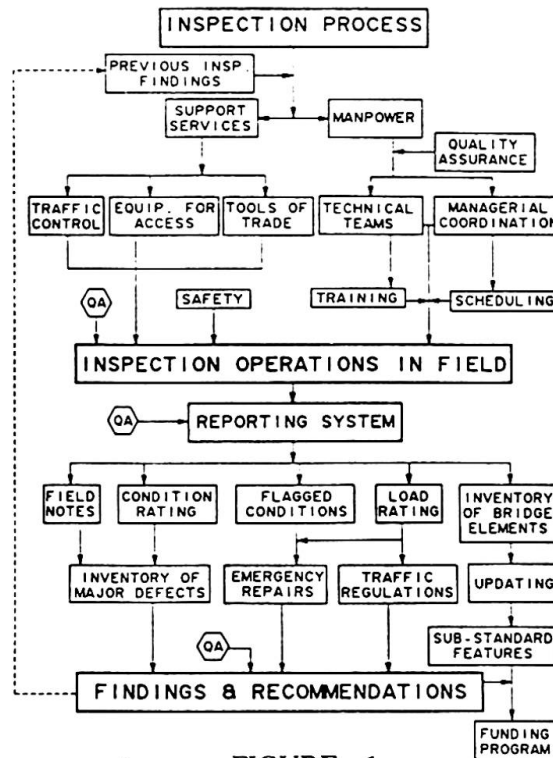 INSPECTION PROCESS
PREVIOUS INSP.
FINDINGS
SUPPORT
SERVICES
MANPOWER
QUALITY
ASSURANCE
TRAFFIC
CONTROL
EQUIP. FOR
ACCESS
TOOLS OF
TRADE
TECHNICAL
TEAMS
MANAGERIAL
COORDINATION
QA
SAFETY
TRAINING
SCHEDULING
INSPECTION OPERATIONS IN FIELD
QA
REPORTING SYSTEM
FIELD
NOTES
CONDITION
RATING
FLAGGED
CONDITIONS
LOAD
RATING
INVENTORY
OF BRIDGE
ELEMENTS
INVENTORY OF
MAJOR DEFECTS
EMERGENCY
REPAIRS
TRAFFIC
REGULATIONS
UPDATING
SUB-STANDARD
FEATURES
QA
FINDINGS & RECOMMENDATIONS
FUNDING
PROGRAM